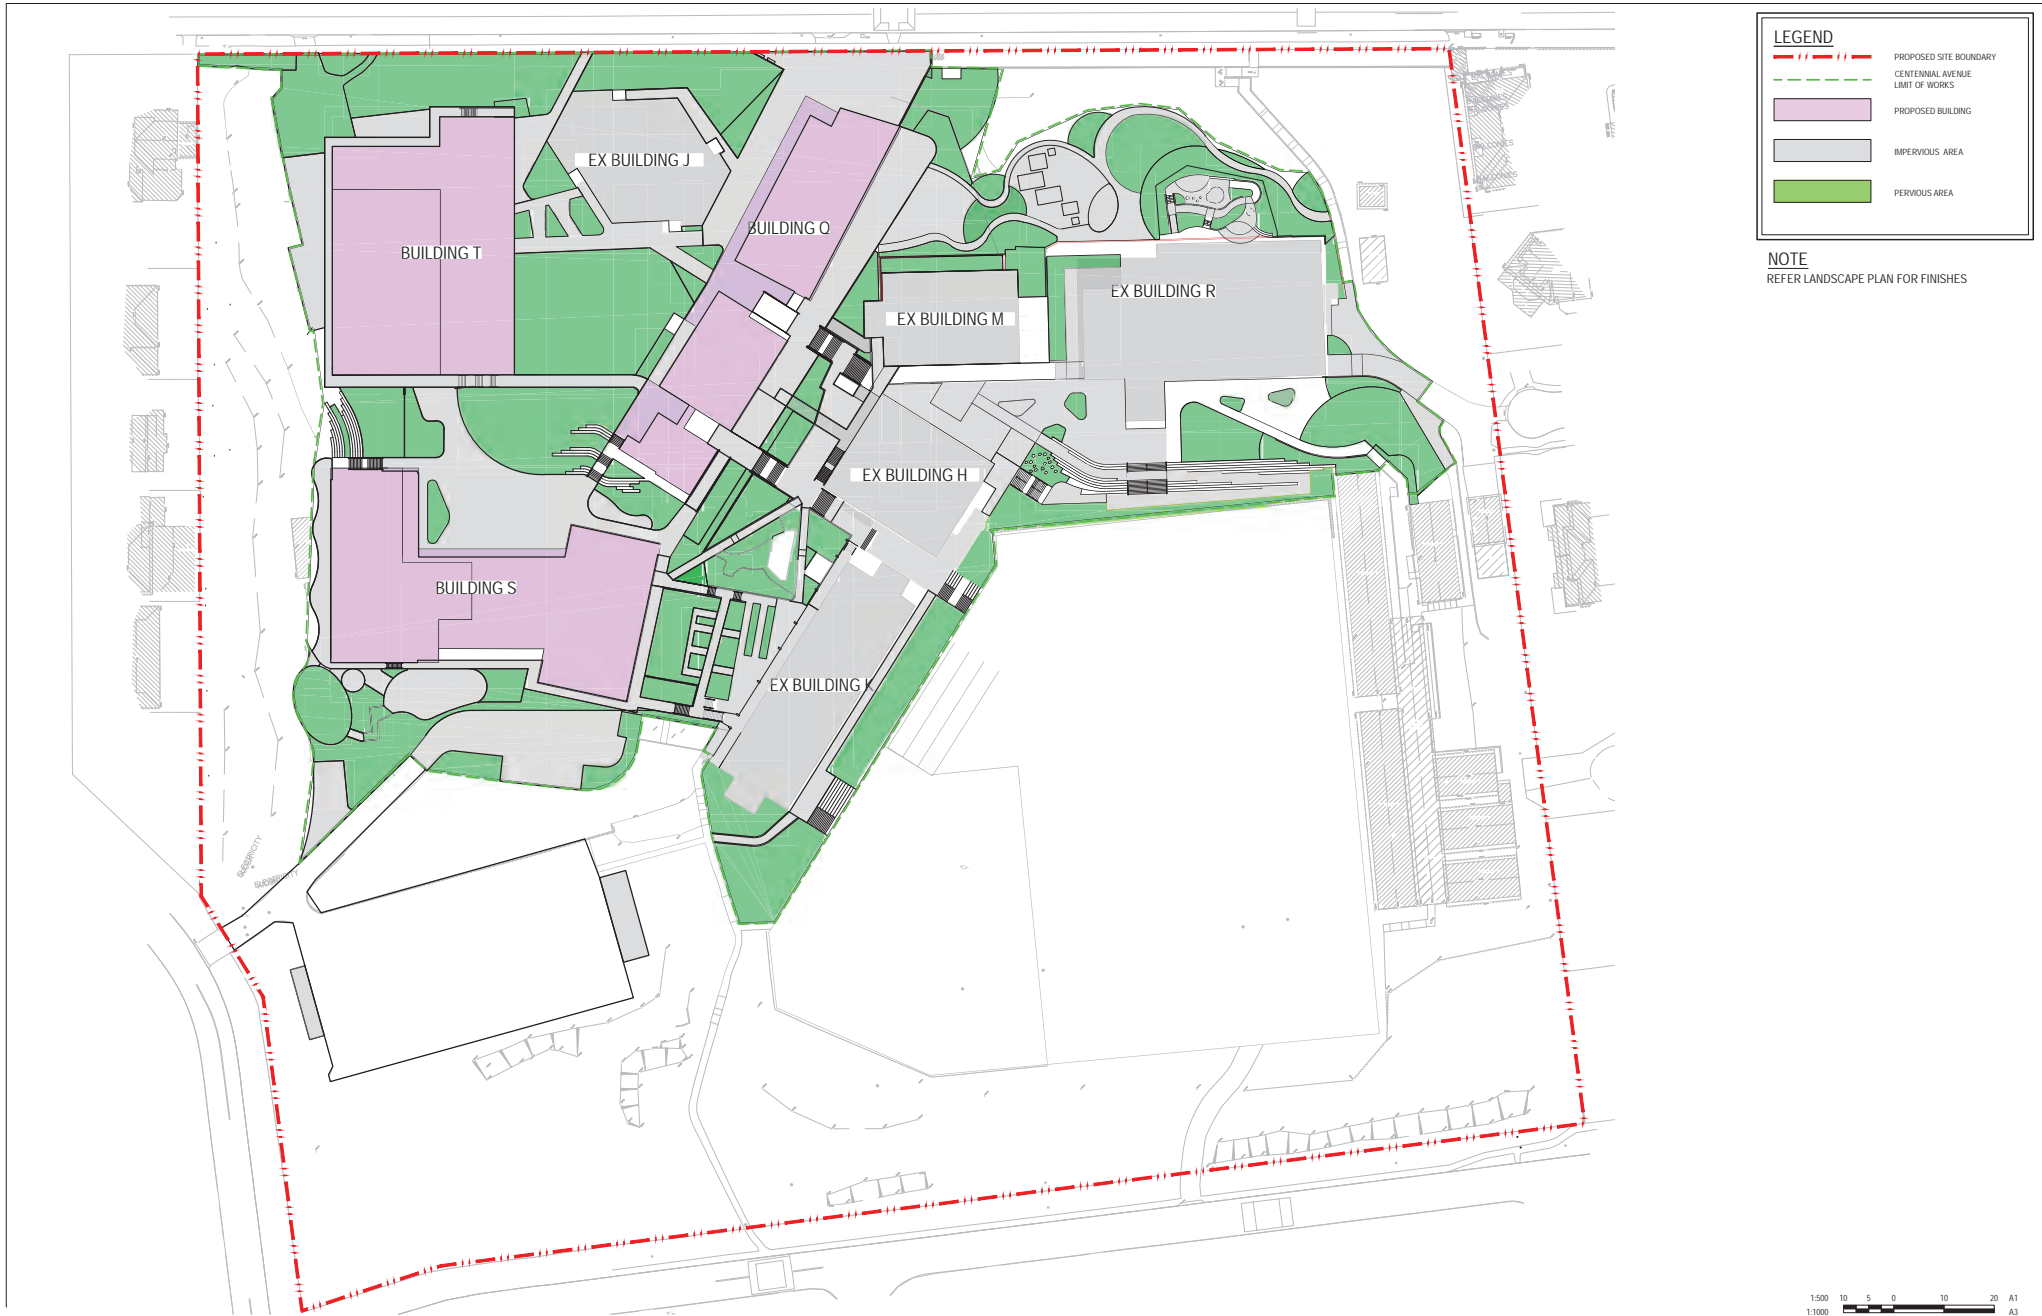 LEGEND
PROPOSED SITE BOUNDARY
CENTENNIAL AVENUE
LIMIT OF WORKS
PROPOSED BUILDING
IMPERVIOUS AREA
PERVIOUS AREA
NOTE
REFER LANDSCAPE PLAN FOR FINISHES
EX BUILDING J
BUILDING Q
BUILDING T
EX BUILDING R
EX BUILDING M
EX BUILDING H
BUILDING S
EX BUILDING K
1:500 10 5 0 10 20 A1
1:1000 A3